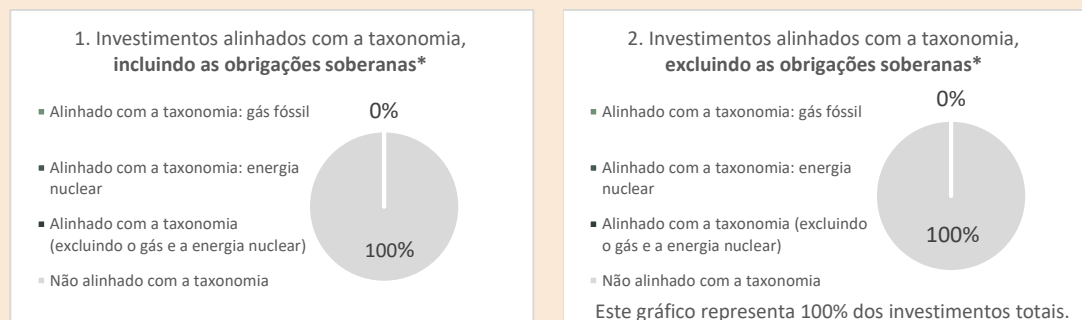 1. Investimentos alinhados com a taxonomia,
incluindo as obrigações soberanas*
Alinhado com a taxonomia: gás fóssil
Alinhado com a taxonomia: energia
nuclear
Alinhado com a taxonomia
(excluindo o gás e a energia nuclear)
Não alinhado com a taxonomia
0%
100%
2. Investimentos alinhados com a taxonomia,
excluindo as obrigações soberanas*
Alinhado com a taxonomia: gás fóssil
Alinhado com a taxonomia: energia
nuclear
Alinhado com a taxonomia (excluindo
o gás e a energia nuclear)
Não alinhado com a taxonomia
0%
100%
Este gráfico representa 100% dos investimentos totais.